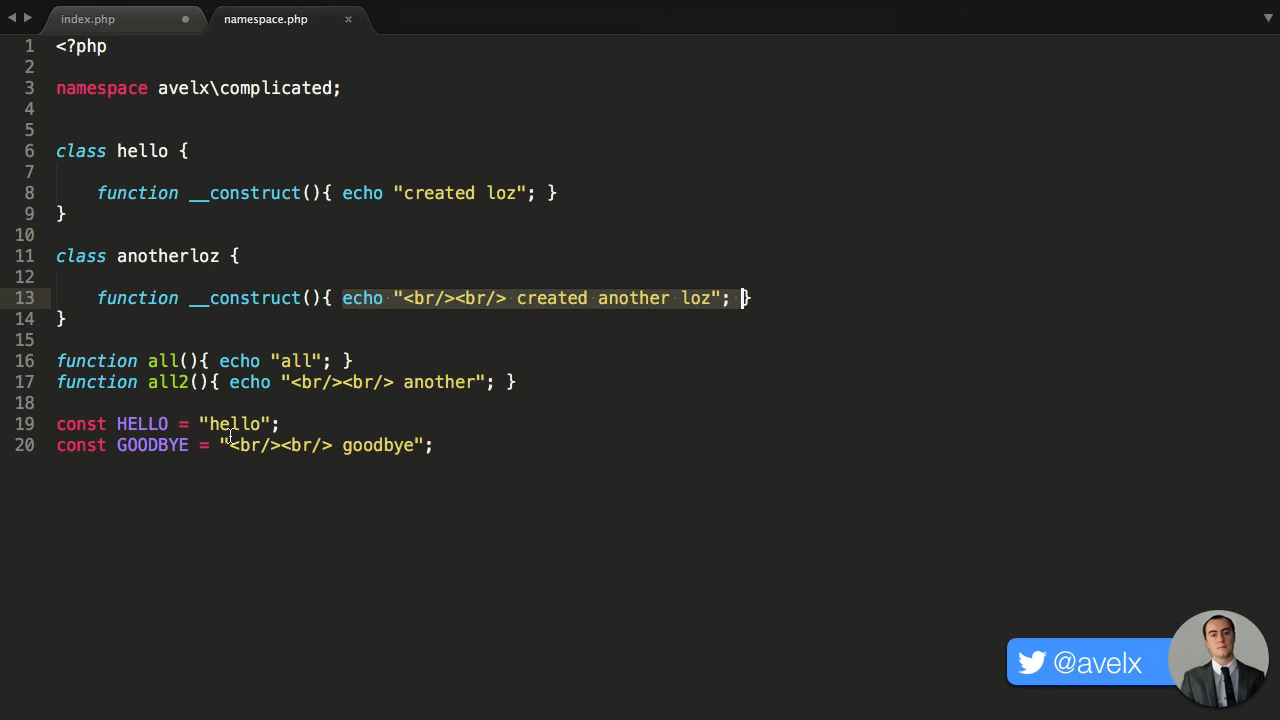 index.php
namespace.php
1 <?php
2
3 namespace avelx\complicated;
4
5
6 class hello {
7
8 function __construct(){ echo "created loz"; }
9 }
10
11 class anotherloz {
12
13 function __construct(){ echo "<br/><br/> created another loz"; }
14 }
15
16 function all(){ echo "all"; }
17 function all2(){ echo "<br/><br/> another"; }
18
19 const HELLO = "hello";
20 const GOODBYE = "<br/><br/> goodbye";
@avelx